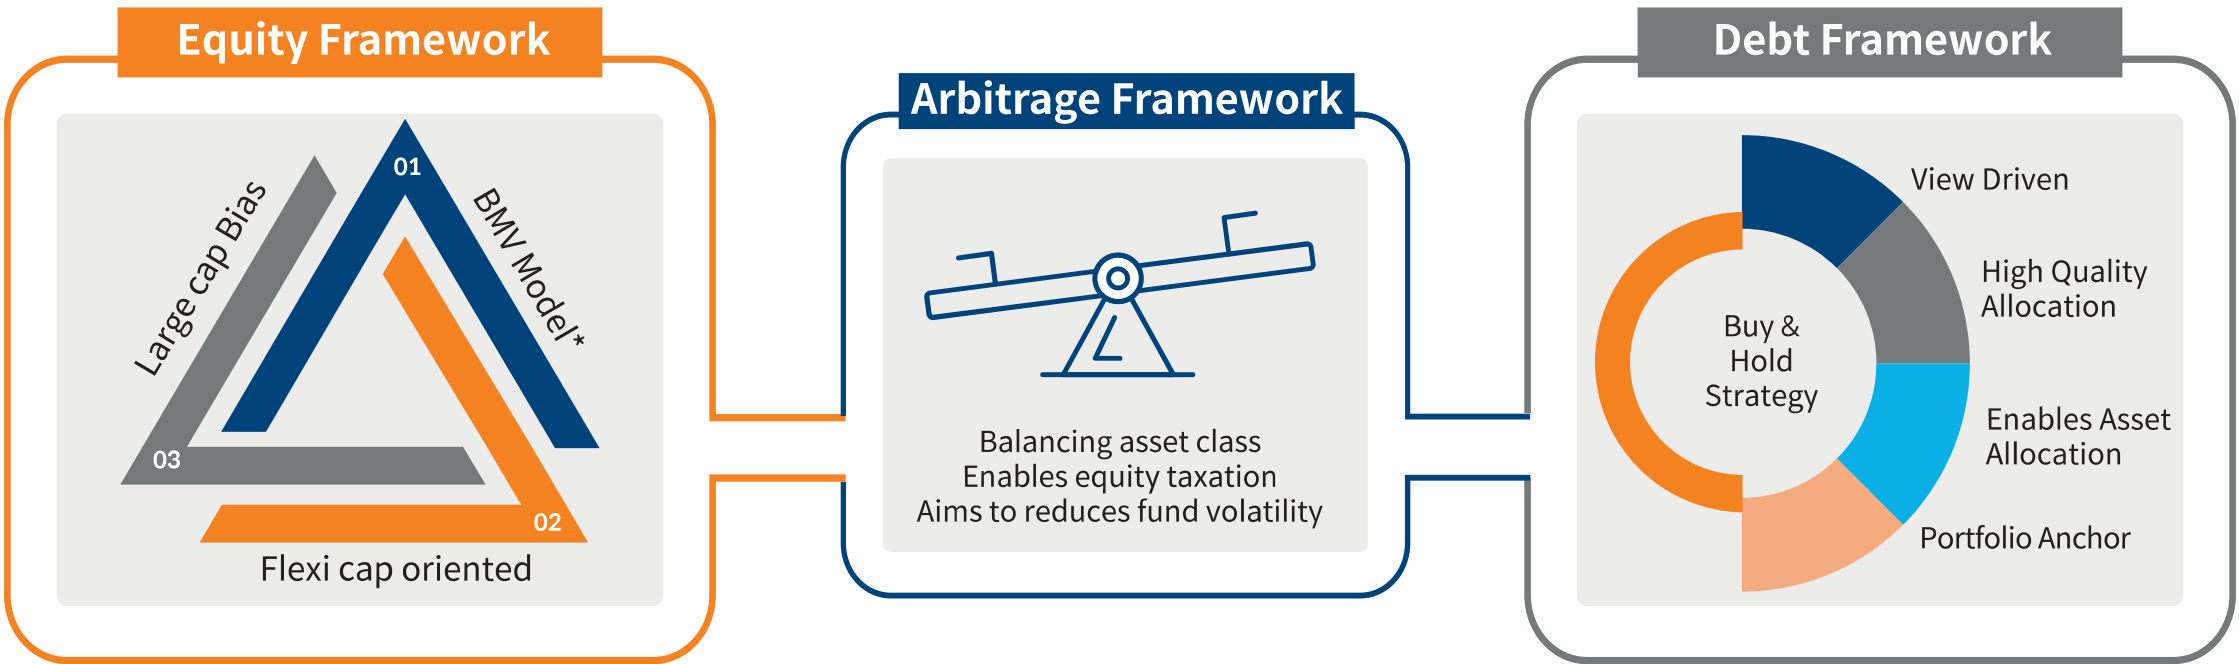 Equity Framework
01
BMV Model*
02
Flexi cap oriented
03
Large cap Bias
Arbitrage Framework
Balancing asset class
Enables equity taxation
Aims to reduces fund volatility
Debt Framework
Buy &
Hold
Strategy
View Driven
High Quality
Allocation
Enables Asset
Allocation
Portfolio Anchor